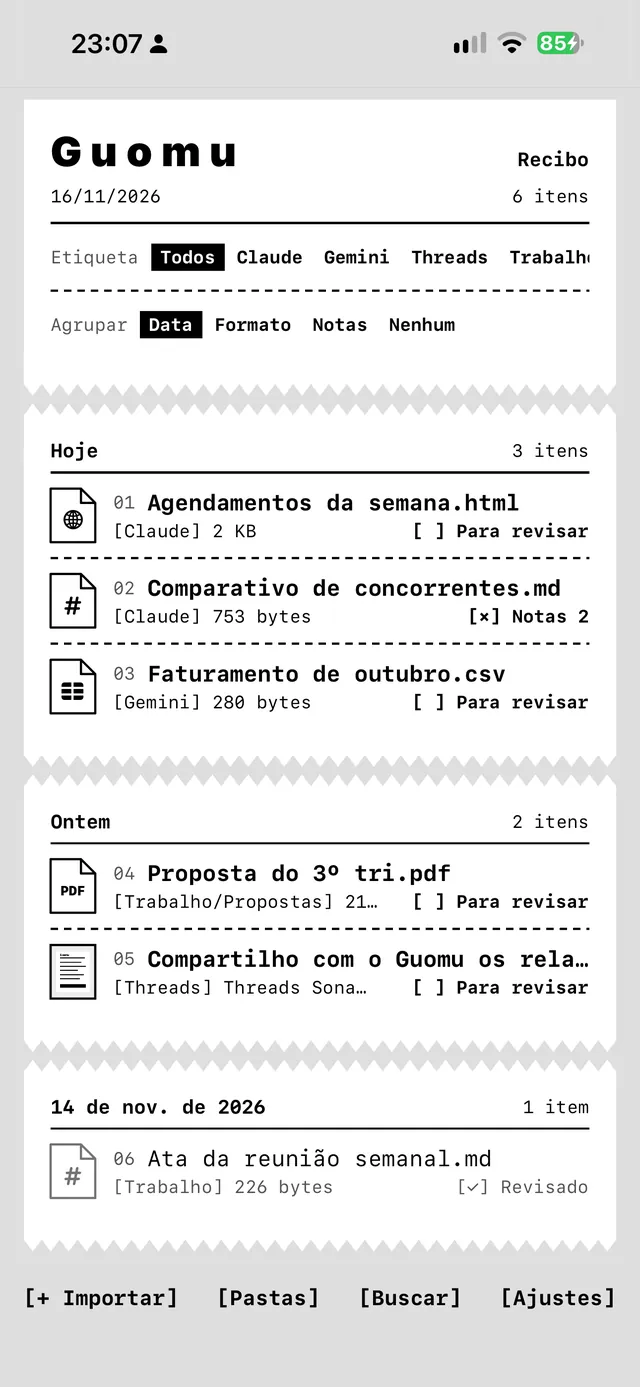 23:07
85
Guomu
Recibo
16/11/2026
6 itens
Etiqueta Todos Claude Gemini Threads Trabalh
Agrupar Data Formato Notas Nenhum
Hoje
3 itens
01 Agendamentos da semana.html
[Claude] 2 KB
[ ] Para revisar
#
02 Comparativo de concorrentes.md
[Claude] 753 bytes
[×] Notas 2
03 Faturamento de outubro.csv
[Gemini] 280 bytes
[ ] Para revisar
Ontem
2 itens
PDF
04 Proposta do 3º tri.pdf
[Trabalho/Propostas] 21…
[ ] Para revisar
05 Compartilho com o Guomu os rela…
[Threads] Threads Sona…
[ ] Para revisar
14 de nov. de 2026
1 item
#
06 Ata da reunião semanal.md
[Trabalho] 226 bytes
[✓] Revisado
[+ Importar] [Pastas] [Buscar] [Ajustes]